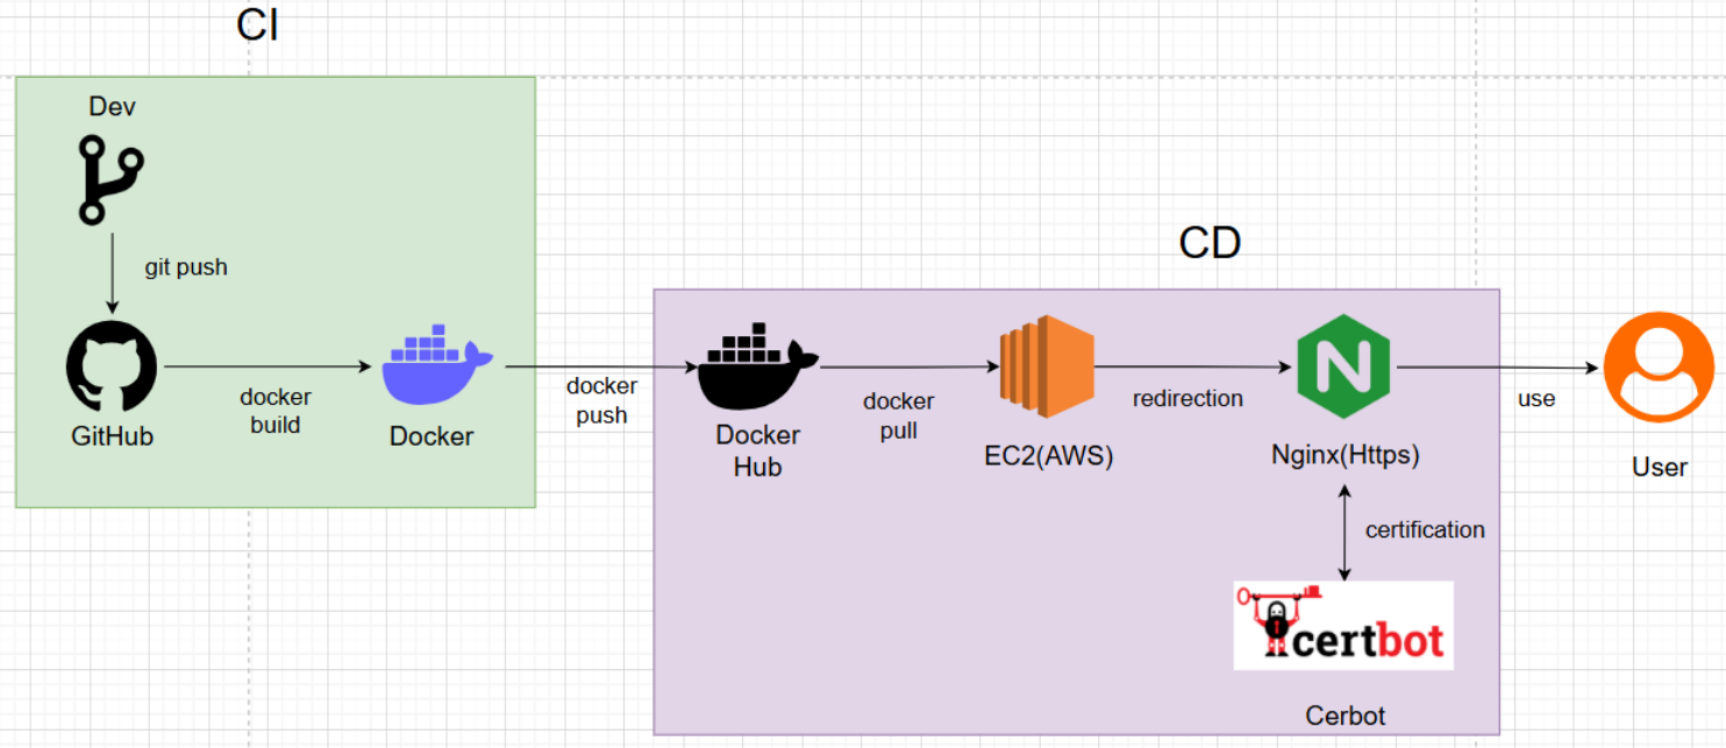 CI
Dev
git push
GitHub
docker
build
Docker
docker
push
CD
Docker
Hub
docker
pull
EC2(AWS)
redirection
N
Nginx(Https)
use
User
certification
certbot
Cerbot